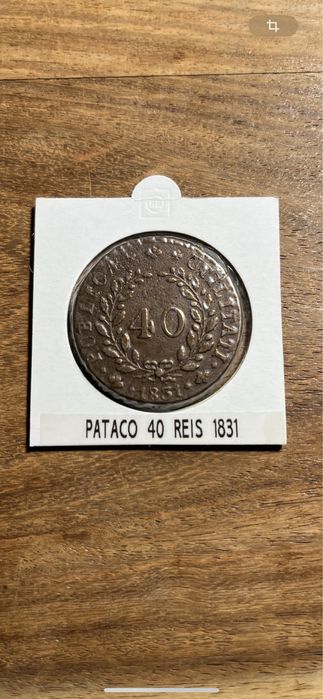 PUBLICAE UTILITATI
40
1831
PATACO 40 REIS 1831